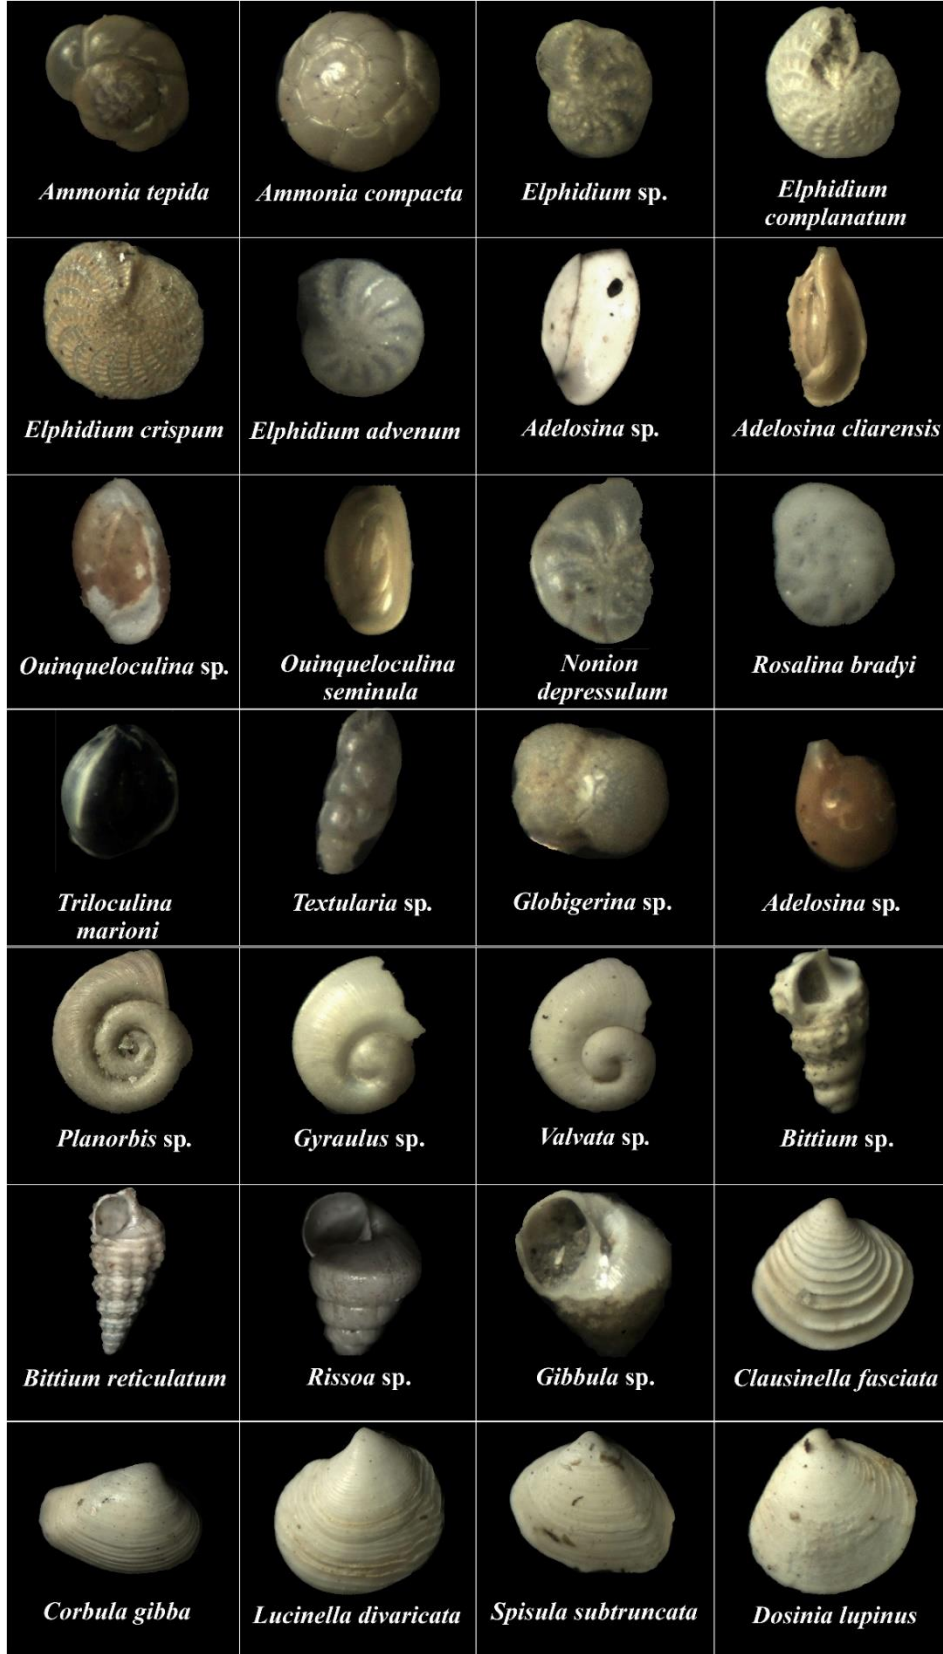 Ammonia tepida
Ammonia compacta
Elphidium sp.
Elphidium
complanatum
Elphidium crispum
Elphidium advenum
Adelosina sp.
Adelosina cliarensis
Ouinqueloculina sp.
Ouinqueloculina
seminula
Nonion
depressulum
Rosalina bradyi
Triloculina
marioni
Textularia sp.
Globigerina sp.
Adelosina sp.
Planorbis sp.
Gyraulus sp.
Valvata sp.
Bittium sp.
Bittium reticulatum
Rissoa sp.
Gibbula sp.
Clausinella fasciata
Corbula gibba
Lucinella divaricata
Spisula subtruncata
Dosinia lupinus